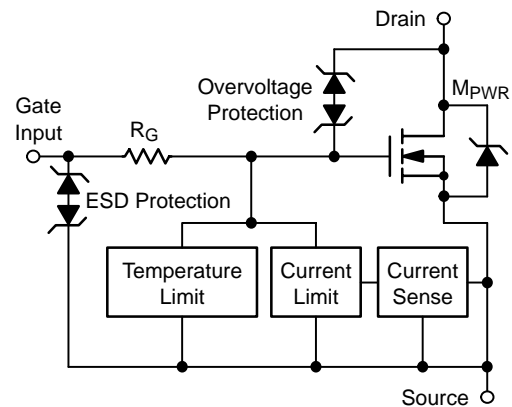 Drain
Overvoltage
Protection
MPWR
Gate
Input
RG
ESD Protection
Temperature
Limit
Current
Limit
Current
Sense
Source